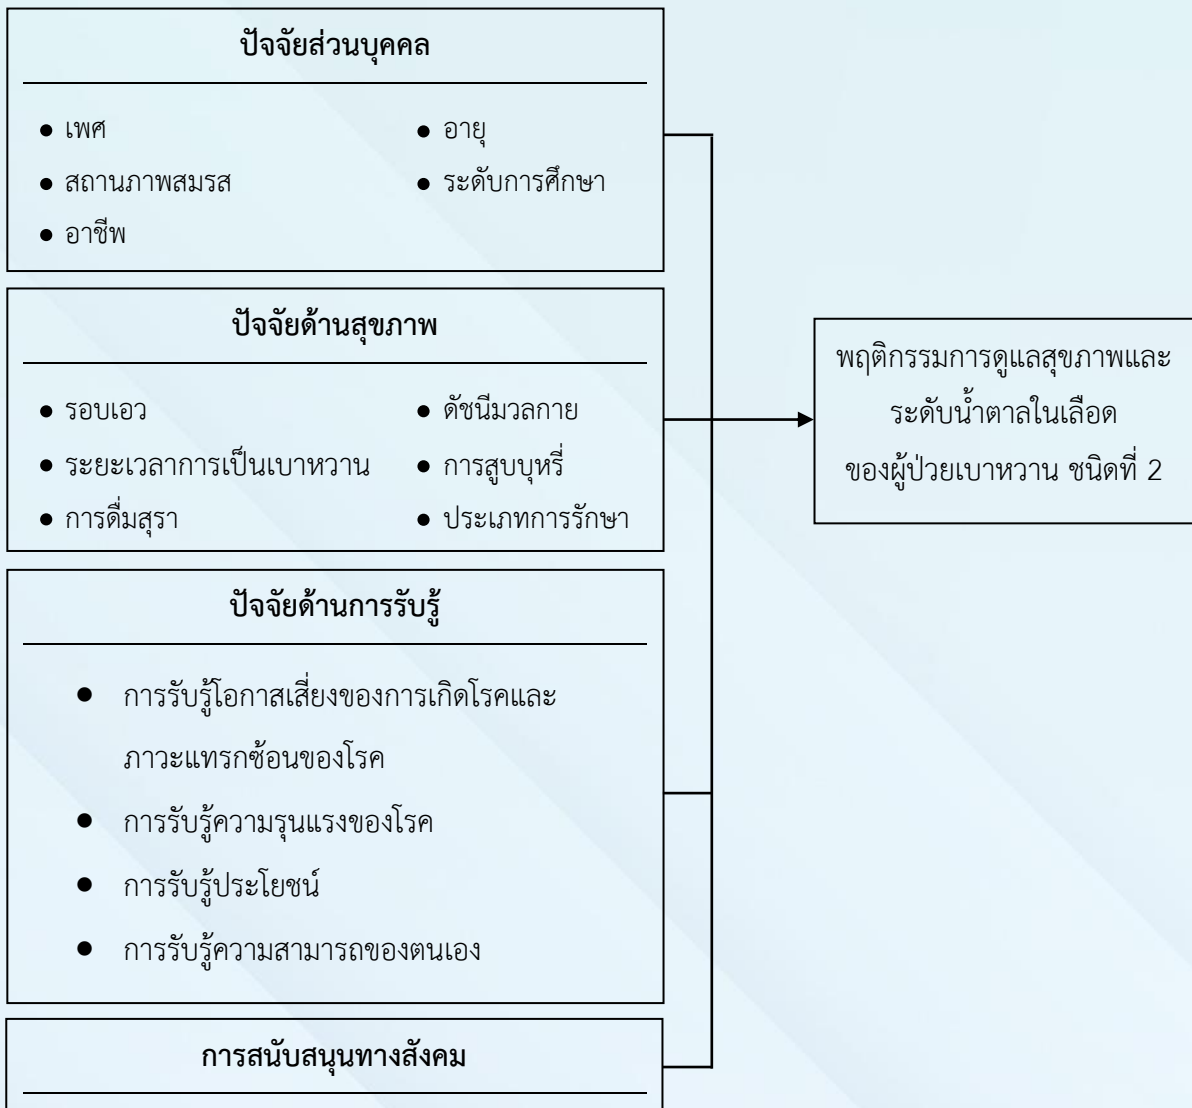 ปัจจัยส่วนบุคคล
● เพศ
● อายุ
● สถานภาพสมรส
● ระดับการศึกษา
● อาชีพ
ปัจจัยด้านสุขภาพ
● รอบเอว
● ดัชนีมวลกาย
● ระยะเวลาการเป็นเบาหวาน
● การสูบบุหรี่
● การดื่มสุรา
● ประเภทการรักษา
ปัจจัยด้านการรับรู้
● การรับรู้โอกาสเสี่ยงของการเกิดโรคและ
ภาวะแทรกซ้อนของโรค
● การรับรู้ความรุนแรงของโรค
● การรับรู้ประโยชน์
● การรับรู้ความสามารถของตนเอง
การสนับสนุนทางสังคม
พฤติกรรมการดูแลสุขภาพและ
ระดับน้ำตาลในเลือด
ของผู้ป่วยเบาหวาน ชนิดที่ 2